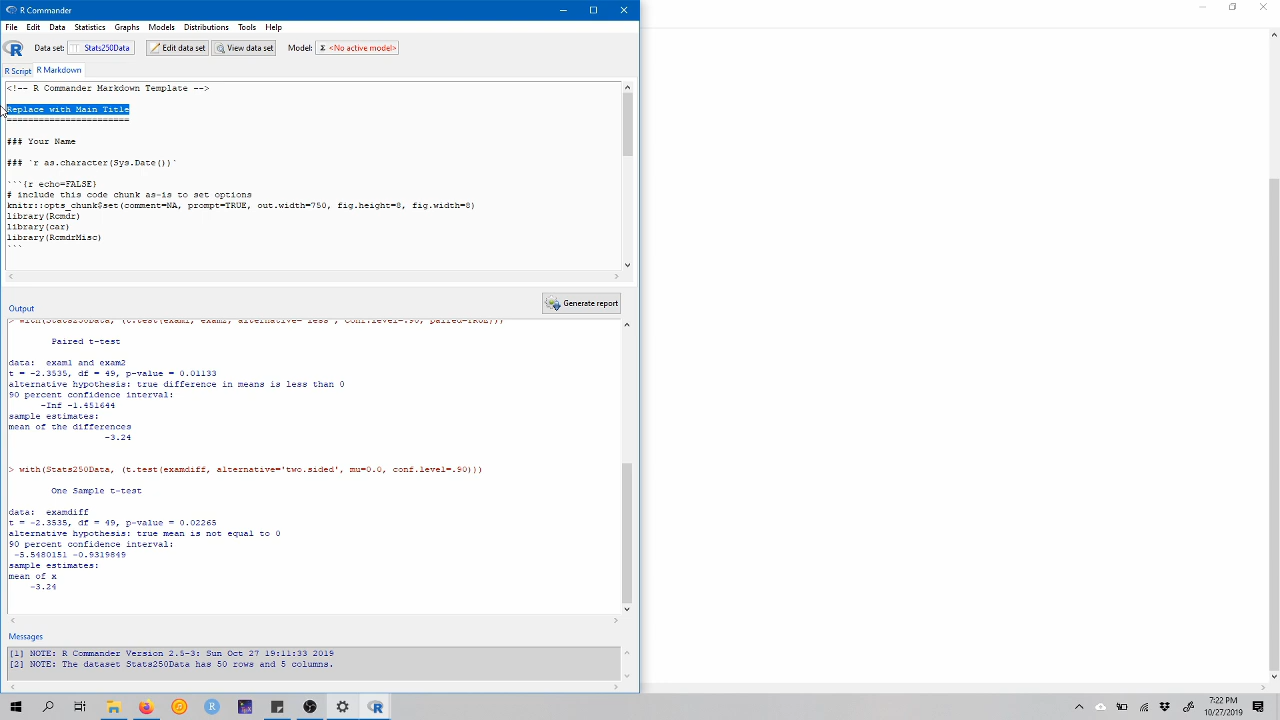 R Commander
File Edit Data Statistics Graphs Models Distributions Tools Help
Data set: Stats250Data Edit data set View data set Model: Σ <No active model>
R Script R Markdown
<!-- R Commander Markdown Template -->
Replace with Main Title
=======================
### Your Name
### `r as.character(Sys.Date())`
```{r echo=FALSE}
# include this code chunk as-is to set options
knitr::opts_chunk$set(comment=NA, prompt=TRUE, out.width=750, fig.height=8, fig.width=8)
library(Rcmdr)
library(car)
library(RcmdrMisc)
```
Generate report
Output
> with(Stats250Data, (t.test(exam1, exam2, alternative='less', conf.level=.90, paired=TRUE)))
Paired t-test
data:  exam1 and exam2
t = -2.3535, df = 49, p-value = 0.01133
alternative hypothesis: true difference in means is less than 0
90 percent confidence interval:
-Inf -1.451644
sample estimates:
mean of the differences
-3.24
> with(Stats250Data, (t.test(examdiff, alternative='two.sided', mu=0.0, conf.level=.90)))
One Sample t-test
data:  examdiff
t = -2.3535, df = 49, p-value = 0.02265
alternative hypothesis: true mean is not equal to 0
90 percent confidence interval:
-5.5480151 -0.9319849
sample estimates:
mean of x
-3.24
Messages
[1] NOTE: R Commander Version 2.5-3: Sun Oct 27 19:11:33 2019
[2] NOTE: The dataset Stats250Data has 50 rows and 5 columns.
7:22 PM
10/27/2019